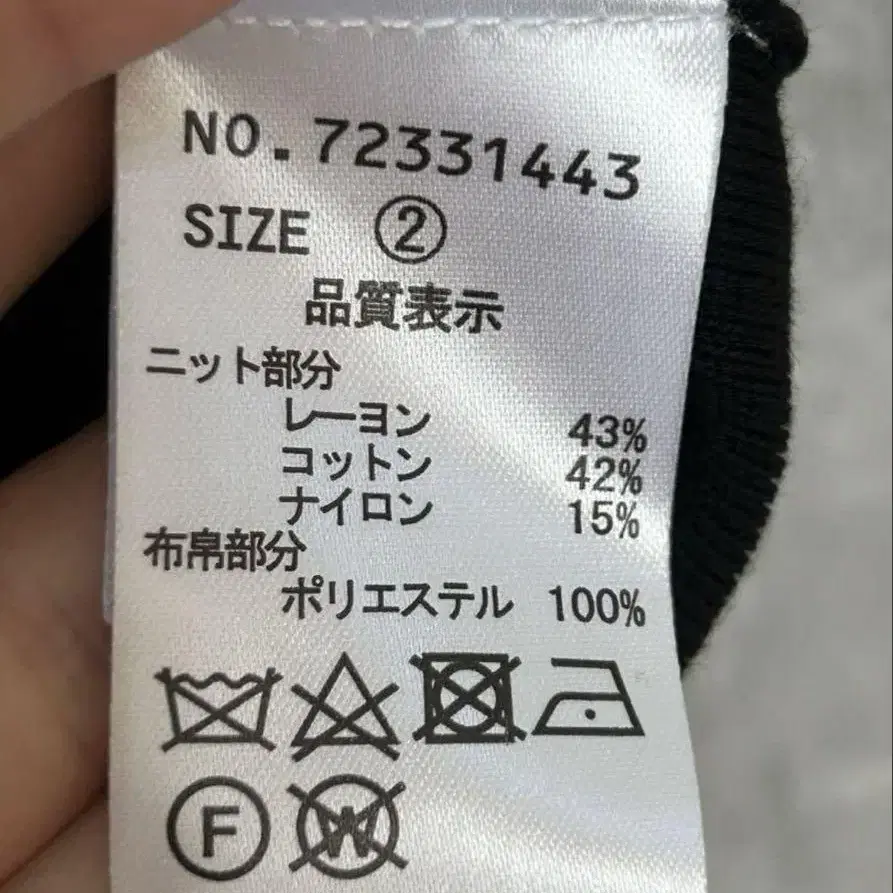 NO.72331443
SIZE ②
品質表示
ニット部分
レーヨン 43%
コットン 42%
ナイロン 15%
布帛部分
ポリエステル 100%
F W